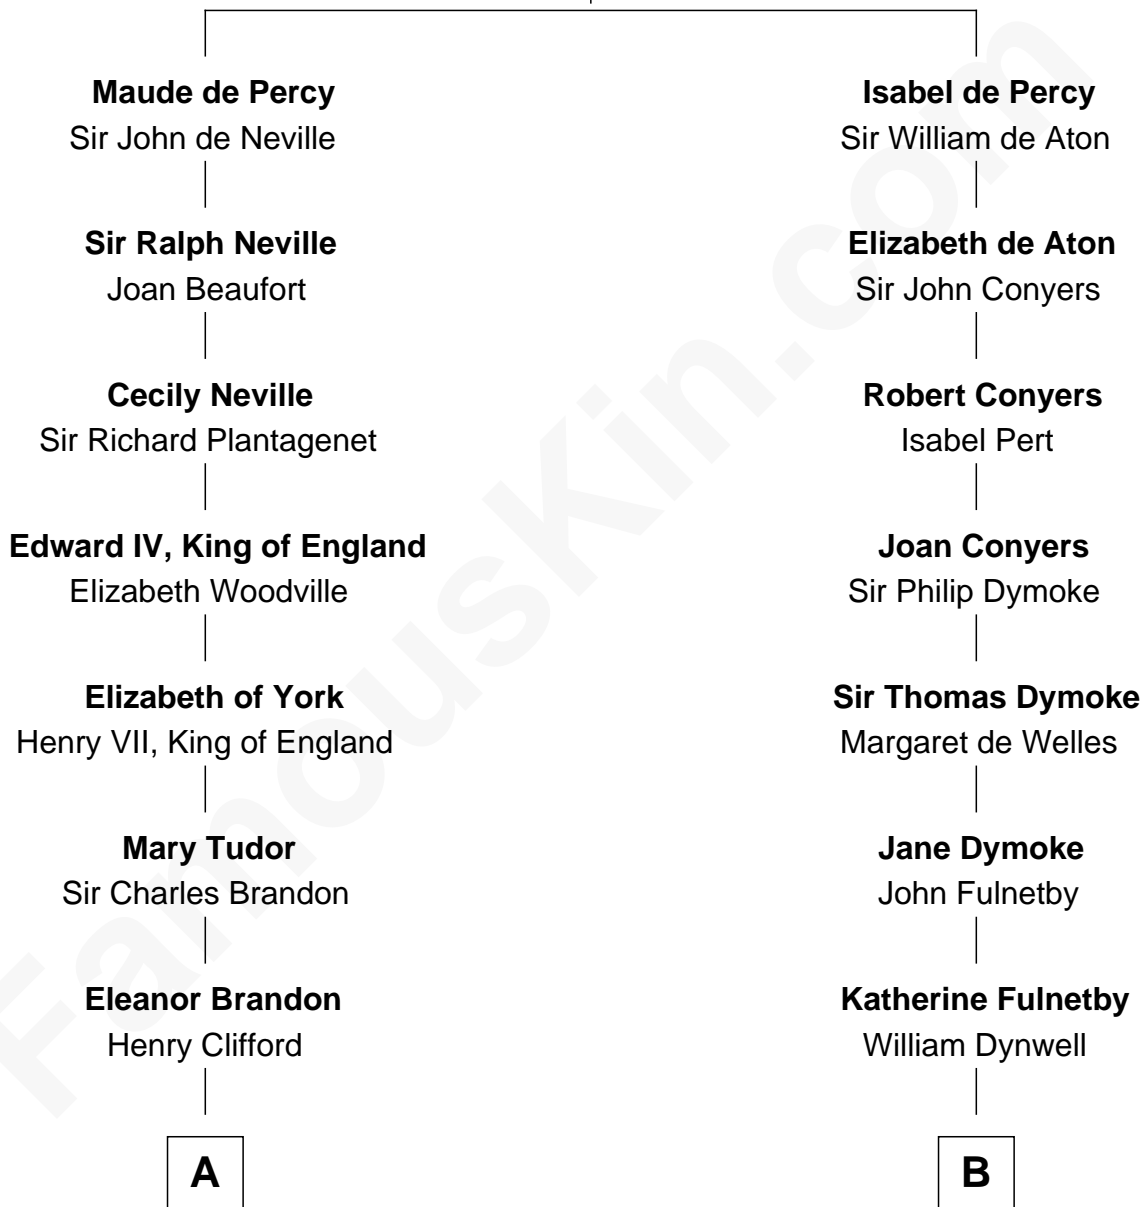 Maude de Percy
Sir John de Neville
Sir Ralph Neville
Joan Beaufort
Cecily Neville
Sir Richard Plantagenet
Edward IV, King of England
Elizabeth Woodville
Elizabeth of York
Henry VII, King of England
Mary Tudor
Sir Charles Brandon
Eleanor Brandon
Henry Clifford
A
Isabel de Percy
Sir William de Aton
Elizabeth de Aton
Sir John Conyers
Robert Conyers
Isabel Pert
Joan Conyers
Sir Philip Dymoke
Sir Thomas Dymoke
Margaret de Welles
Jane Dymoke
John Fulnetby
Katherine Fulnetby
William Dynwell
B
FamousKin.com